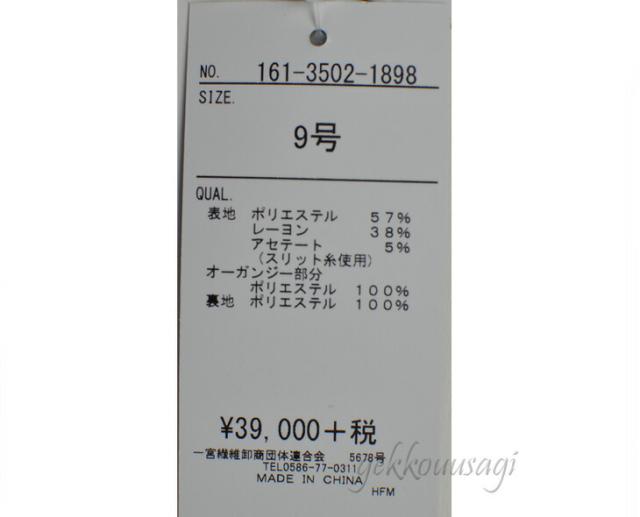 NO. 161-3502-1898
SIZE.
9号
QUAL.
表地 ポリエステル 57%
レーヨン 38%
アセテート 5%
(スリット糸使用)
オーガンジー部分
ポリエステル 100%
裏地 ポリエステル 100%
¥39,000+税
一宮繊維卸商団体連合会 5678号
TEL0586-77-0311
gekkouusagi
MADE IN CHINA
HFM